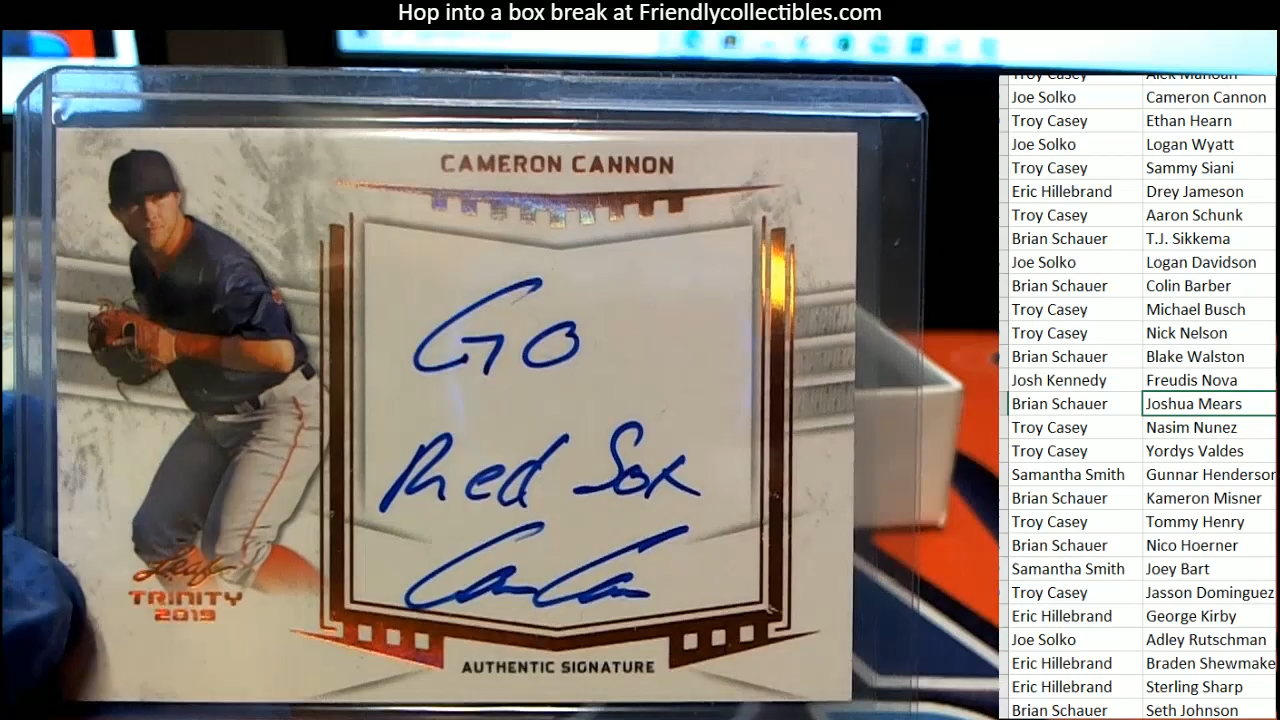 Hop into a box break at Friendlycollectibles.com
CAMERON CANNON
Go
Red Sox
Leaf
TRINITY
2019
AUTHENTIC SIGNATURE
Troy Casey Alek Manoah
Joe Solko Cameron Cannon
Troy Casey Ethan Hearn
Joe Solko Logan Wyatt
Troy Casey Sammy Siani
Eric Hillebrand Drey Jameson
Troy Casey Aaron Schunk
Brian Schauer T.J. Sikkema
Joe Solko Logan Davidson
Brian Schauer Colin Barber
Troy Casey Michael Busch
Troy Casey Nick Nelson
Brian Schauer Blake Walston
Josh Kennedy Freudis Nova
Brian Schauer Joshua Mears
Troy Casey Nasim Nunez
Troy Casey Yordys Valdes
Samantha Smith Gunnar Henderson
Brian Schauer Kameron Misner
Troy Casey Tommy Henry
Brian Schauer Nico Hoerner
Samantha Smith Joey Bart
Troy Casey Jasson Dominguez
Eric Hillebrand George Kirby
Joe Solko Adley Rutschman
Eric Hillebrand Braden Shewmake
Eric Hillebrand Sterling Sharp
Brian Schauer Seth Johnson